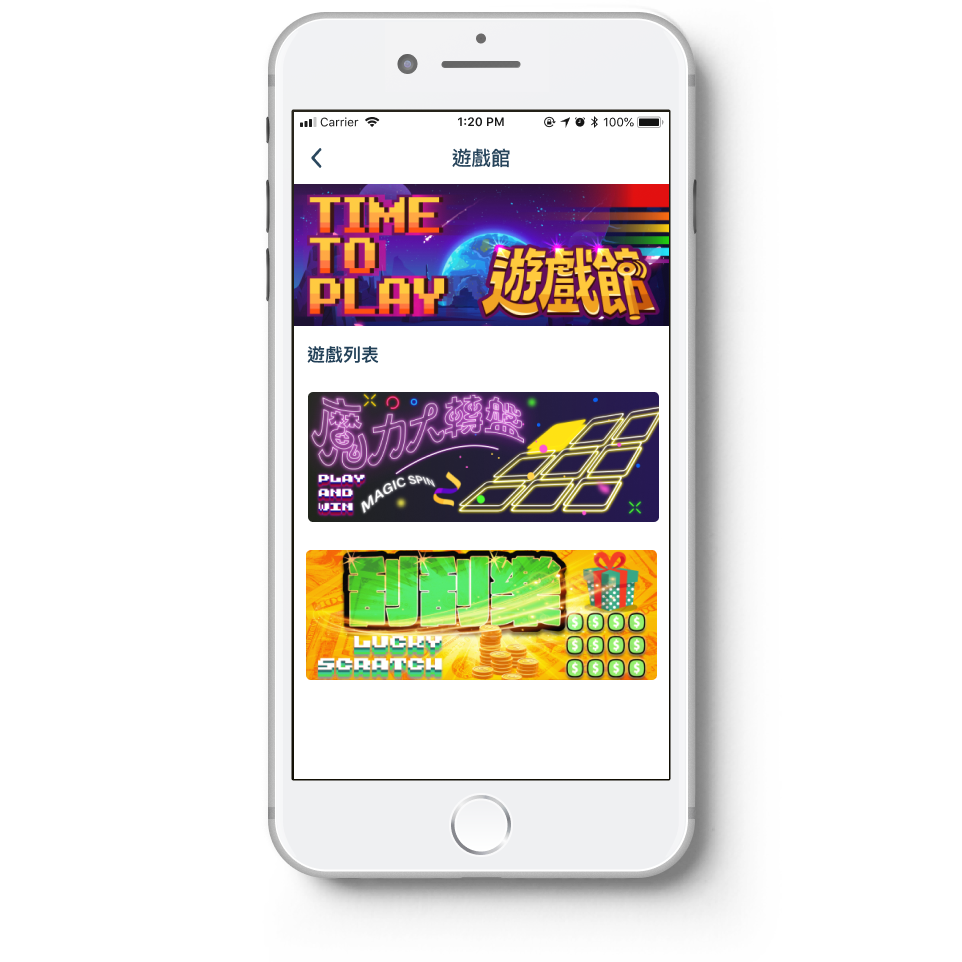 Carrier 1:20 PM 100%
遊戲館
TIME
TO
PLAY
遊戲館
遊戲列表
魔力大轉盤
PLAY
AND
WIN
MAGIC SPIN
刮刮樂
LUCKY
SCRATCH
$ $ $ $
$ $ $ $
$ $ $ $